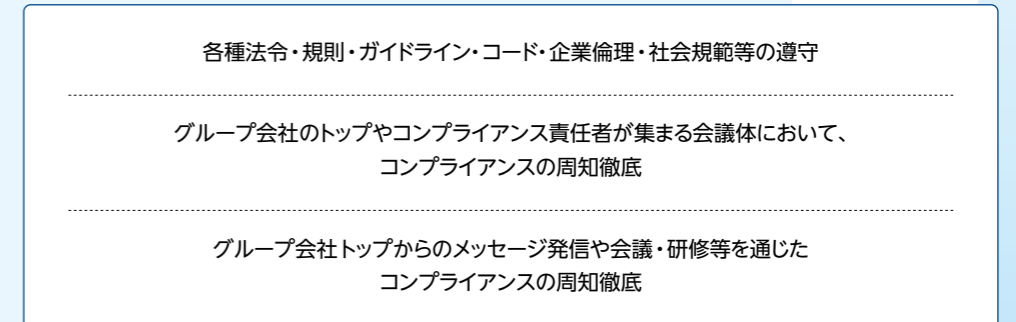 各種法令・規則・ガイドライン・コード・企業倫理・社会規範等の遵守
グループ会社のトップやコンプライアンス責任者が集まる会議体において、
コンプライアンスの周知徹底
グループ会社トップからのメッセージ発信や会議・研修等を通じた
コンプライアンスの周知徹底